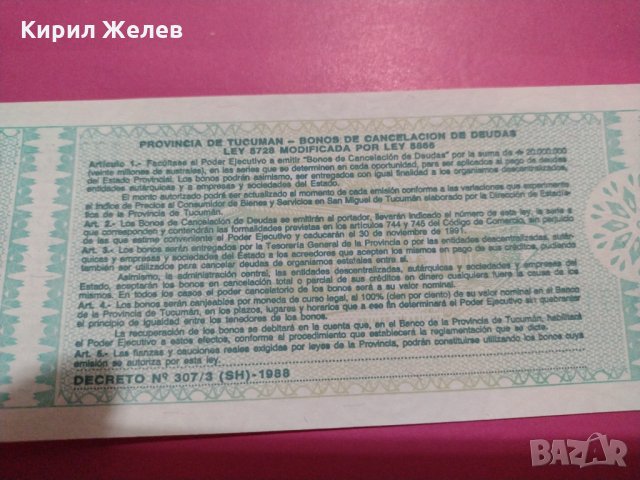 Кирил Желев
PROVINCIA DE TUCUMAN – BONOS DE CANCELACION DE DEUDAS
LEY 5728 MODIFICADA POR LEY 5866
Artículo 1.- Facúltase al Poder Ejecutivo a emitir "Bonos de Cancelación de Deudas" por la suma de A 20.000.000
(veinte millones de australes), en las series que se determinen en cada oportunidad, para ser aplicados al pago de deudas
del Estado Provincial. Los bonos podrán asimismo, ser entregados con igual finalidad a los organismos descentralizados,
entidades autárquicas y a empresas y sociedades del Estado.
El monto autorizado podrá ser actualizado al momento de cada emisión conforme a las variaciones que experimente
el Indice de Precios al Consumidor de Bienes y Servicios en San Miguel de Tucumán elaborado por la Dirección de Estadís-
tica de la Provincia de Tucumán.
Art. 2.- Los Bonos de Cancelación de Deudas se emitirán al portador, llevarán indicado el número de esta ley, la serie a
que corresponden y contendrán las formalidades previstas en los artículos 744 y 745 del Código de Comercio, sin perjuicio
de las que estime conveniente el Poder Ejecutivo y caducarán el 30 de noviembre de 1991.
Art. 3.- Los bonos serán entregados por la Tesorería General de la Provincia o por las entidades descentralizadas, autár-
quicas y empresas y sociedades del Estado a los acreedores que acepten los mismos en pago de sus créditos, pudiendo
también ser utilizados para cancelar deudas de organismos estatales entre sí.
Asimismo, la administración central, las entidades descentralizadas, autárquicas y sociedades y empresas del
Estado, aceptarán los bonos en cancelación total o parcial de sus créditos en dinero cualquiera fuere la causa de los
mismos. En todos los casos el poder cancelatorio de los bonos será a su valor nominal.
Art. 4.- Los bonos serán canjeables por moneda de curso legal, al 100% (cien por ciento) de su valor nominal en el Banco
de la Provincia de Tucumán, en los plazos, lugares y horarios que a ese fin determinará el Poder Ejecutivo sin quebrantar
el principio de igualdad entre los tenedores de los bonos.
La recuperación de los bonos se debitará en la cuenta que, en el Banco de la Provincia de Tucumán, habilitará
el Poder Ejecutivo a estos efectos, conforme al procedimiento que establecerá la reglamentación que se dicte.
Art. 5.- Las fianzas y cauciones reales exigidas por leyes de la Provincia, podrán constituirse utilizando los bonos cuya
emisión se autoriza por esta ley.
DECRETO Nº 307/3 (SH)-1988
BAZAR